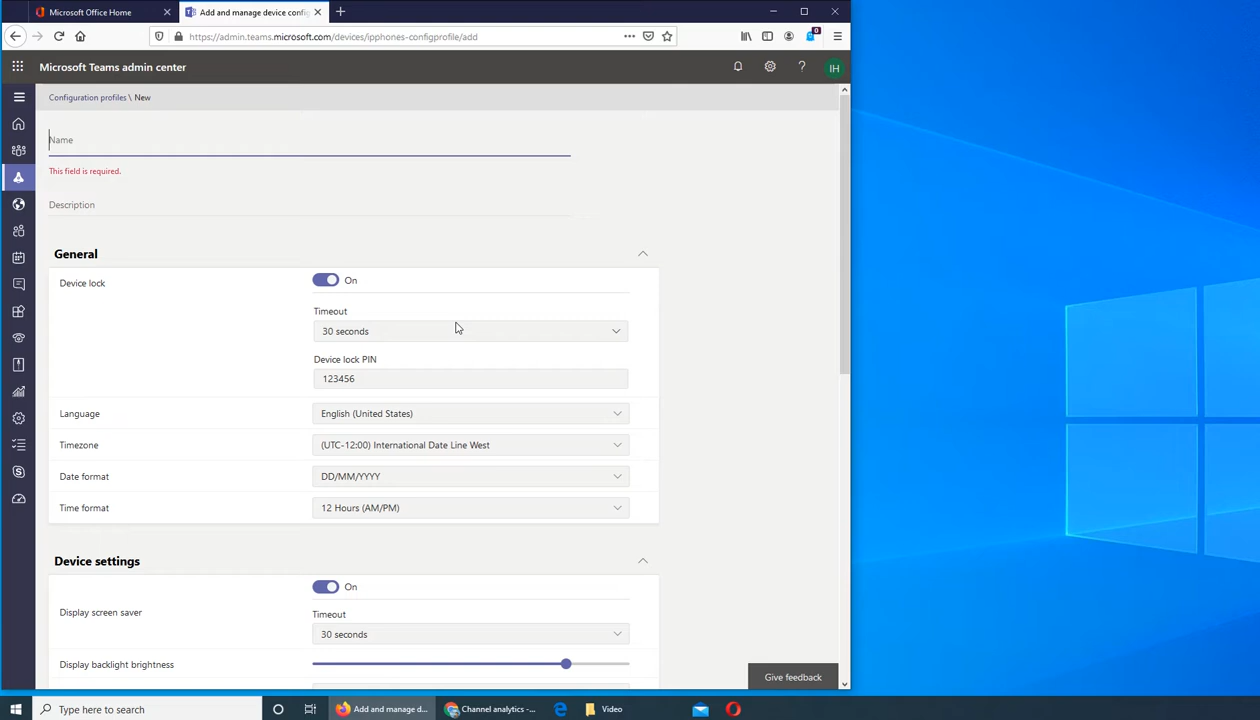 Microsoft Office Home
Add and manage device config
https://admin.teams.microsoft.com/devices/ipphones-configprofile/add
0
Microsoft Teams admin center
?
IH
Configuration profiles \ New
Name
This field is required.
Description
General
Device lock
On
Timeout
30 seconds
Device lock PIN
123456
Language
English (United States)
Timezone
(UTC-12:00) International Date Line West
Date format
DD/MM/YYYY
Time format
12 Hours (AM/PM)
Device settings
On
Display screen saver
Timeout
30 seconds
Display backlight brightness
Give feedback
Type here to search
Add and manage d...
Channel analytics -...
Video